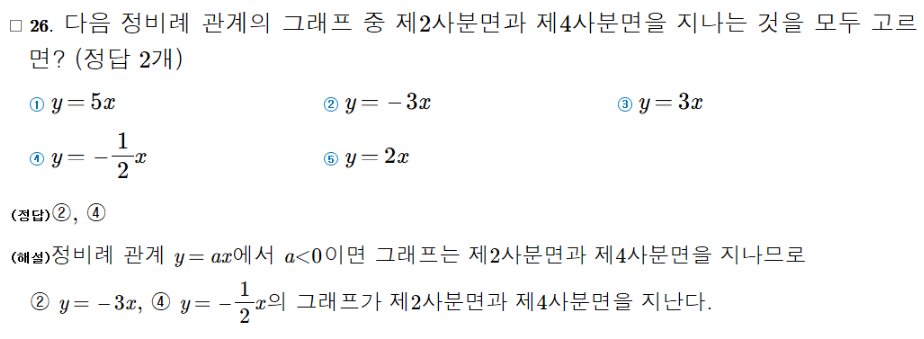 □ 26. 다음 정비례 관계의 그래프 중 제2사분면과 제4사분면을 지나는 것을 모두 고르
면? (정답 2개)
① y = 5x ② y = -3x ③ y = 3x
④ y = -1/2 x ⑤ y = 2x
(정답)②, ④
(해설)정비례 관계 y = ax에서 a<0이면 그래프는 제2사분면과 제4사분면을 지나므로
② y = -3x, ④ y = -1/2 x의 그래프가 제2사분면과 제4사분면을 지난다.